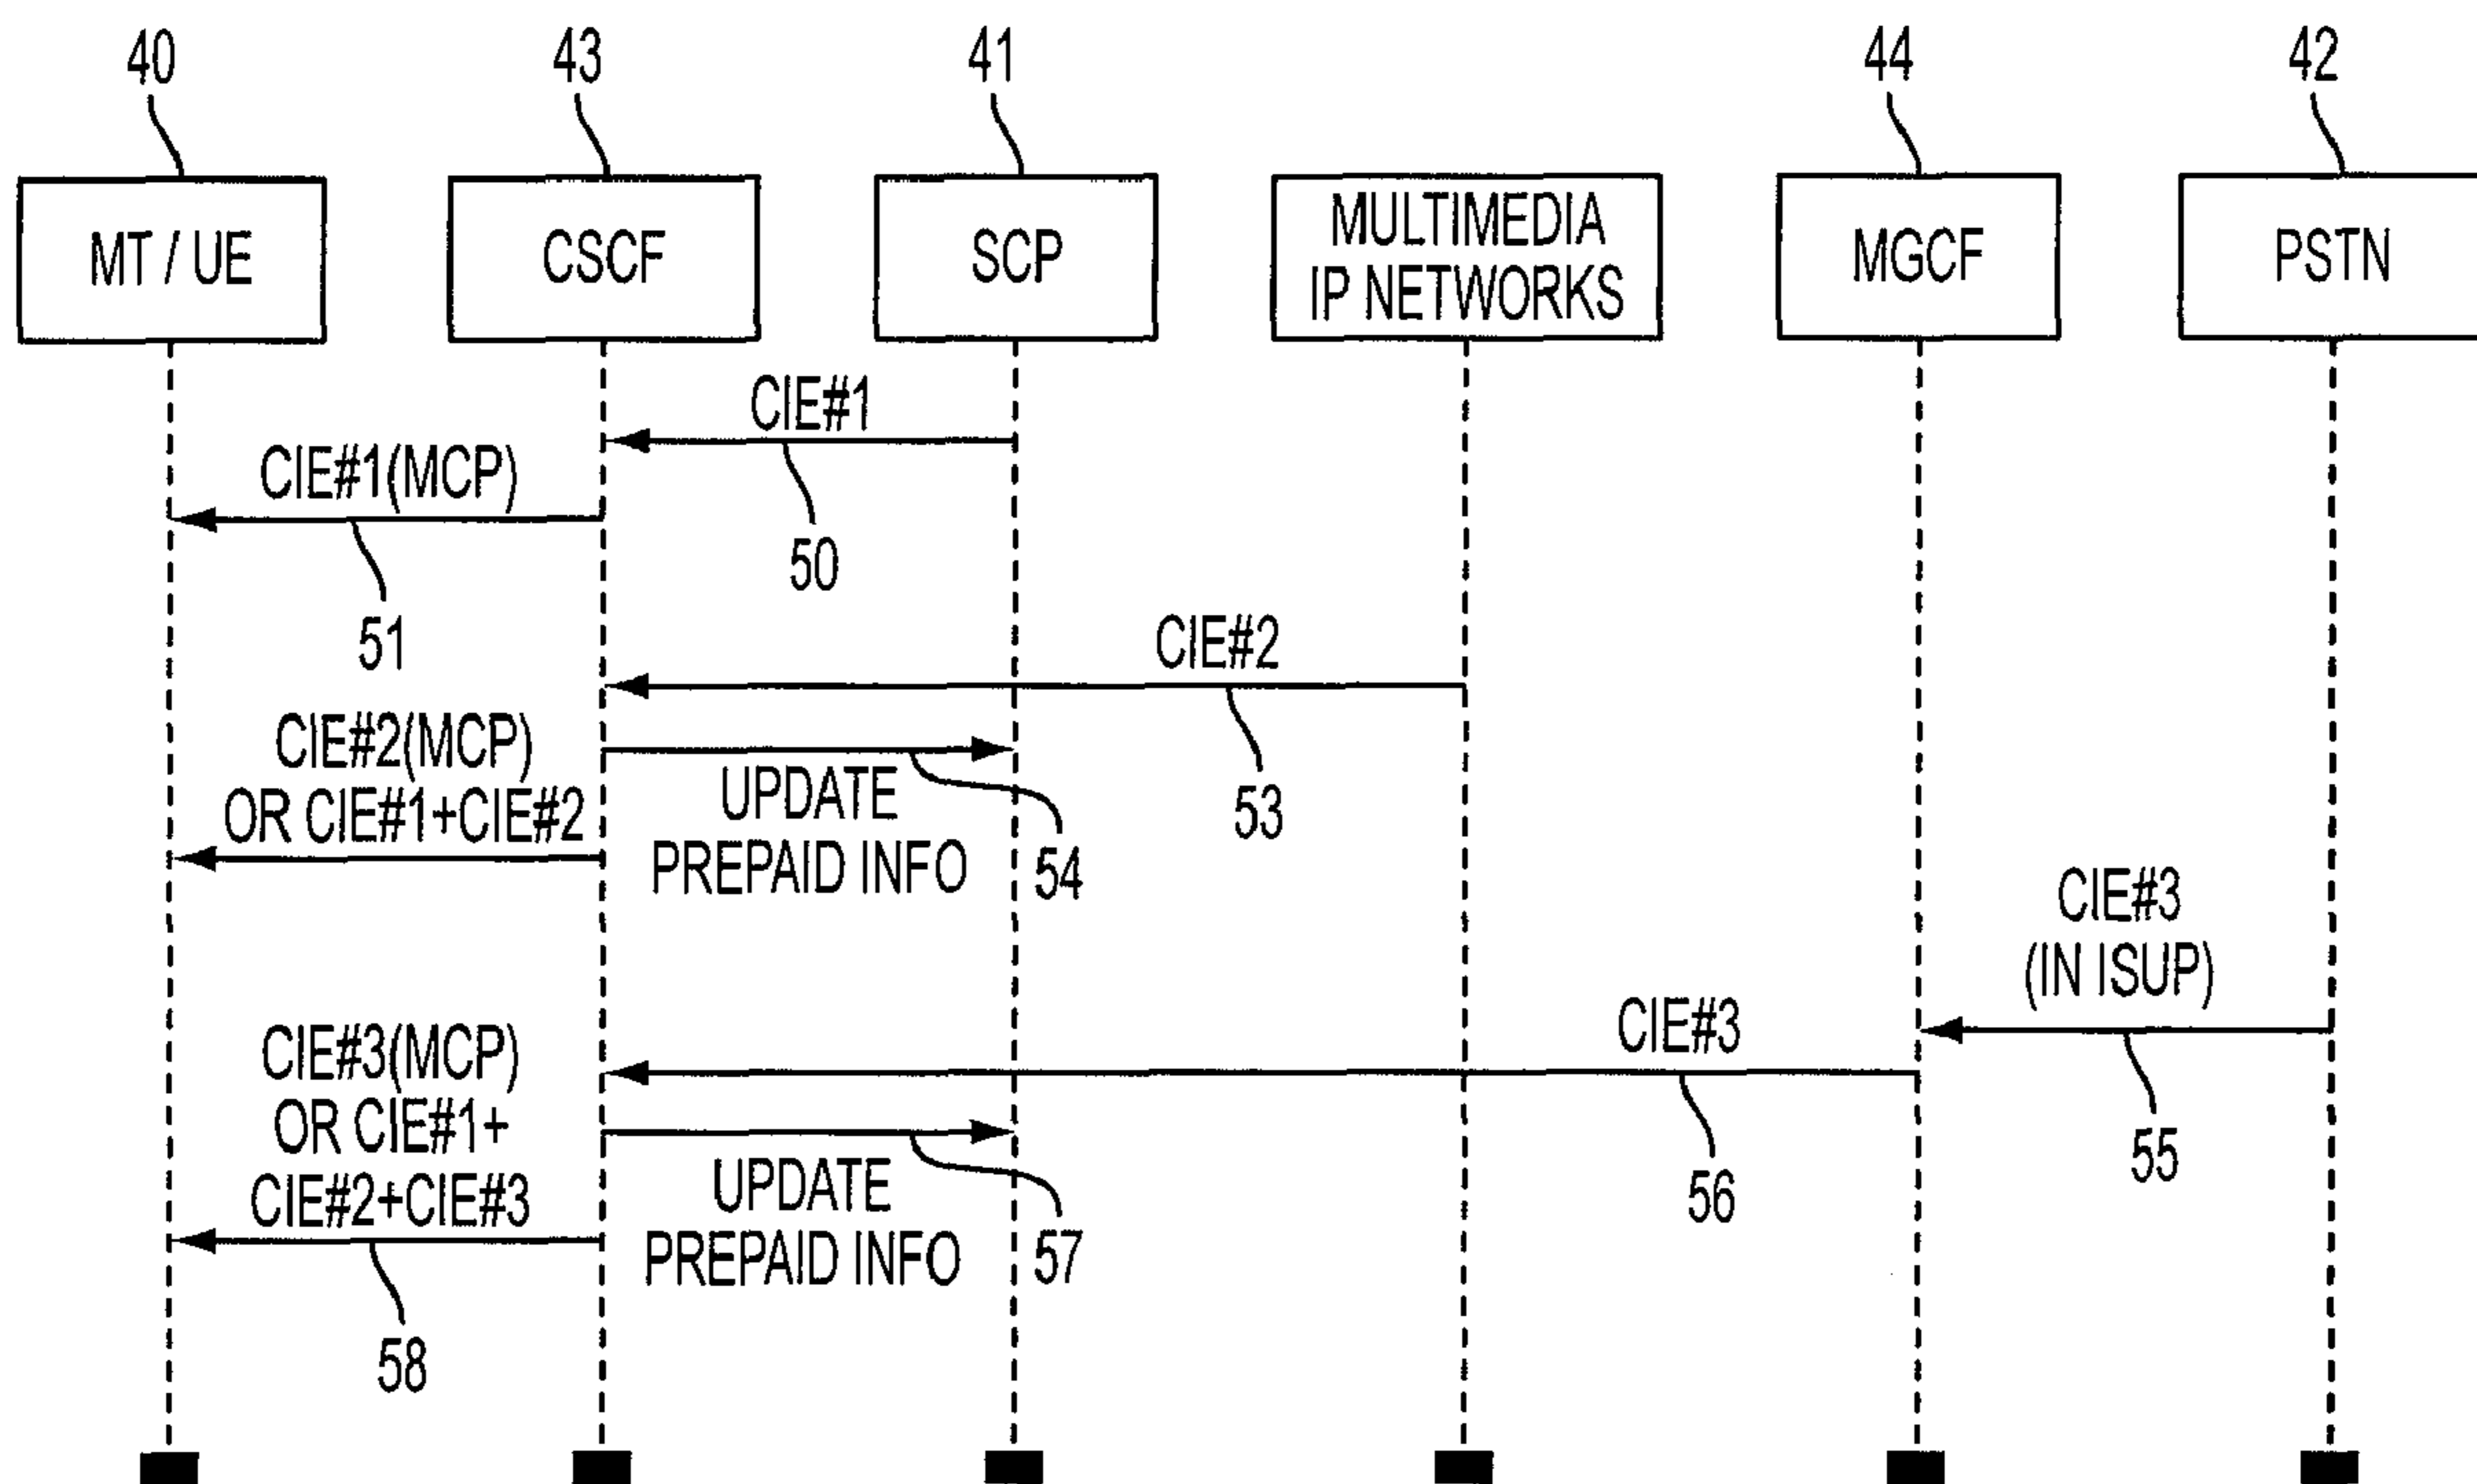 40
43
41
44
42
MT / UE
CSCF
SCP
MULTIMEDIA
IP NETWORKS
MGCF
PSTN
CIE#1
50
CIE#1(MCP)
51
CIE#2
53
CIE#2(MCP)
OR CIE#1+CIE#2
UPDATE
PREPAID INFO
54
CIE#3
(IN ISUP)
55
CIE#3
56
CIE#3(MCP)
OR CIE#1+
CIE#2+CIE#3
UPDATE
PREPAID INFO
57
58